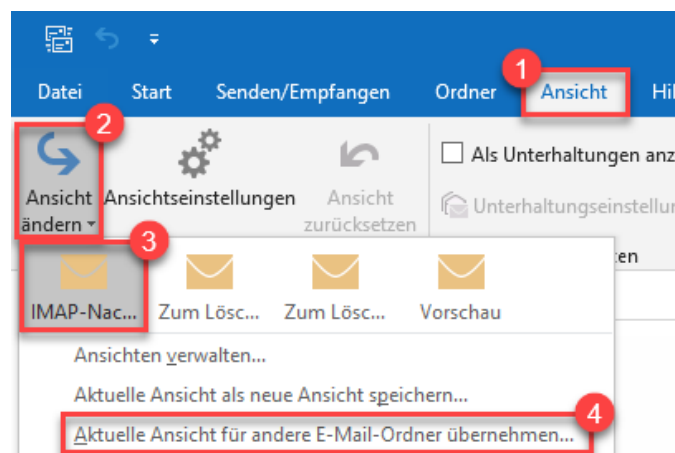 1
Datei Start Senden/Empfangen Ordner Ansicht
2
Als Unterhaltungen
Ansicht ändern
Ansichtseinstellungen
Ansicht zurücksetzen
3
IMAP-Nac... Zum Lösc... Zum Lösc... Vorschau
Ansichten verwalten...
Aktuelle Ansicht als neue Ansicht speichern...
4
Aktuelle Ansicht für andere E-Mail-Ordner übernehmen...